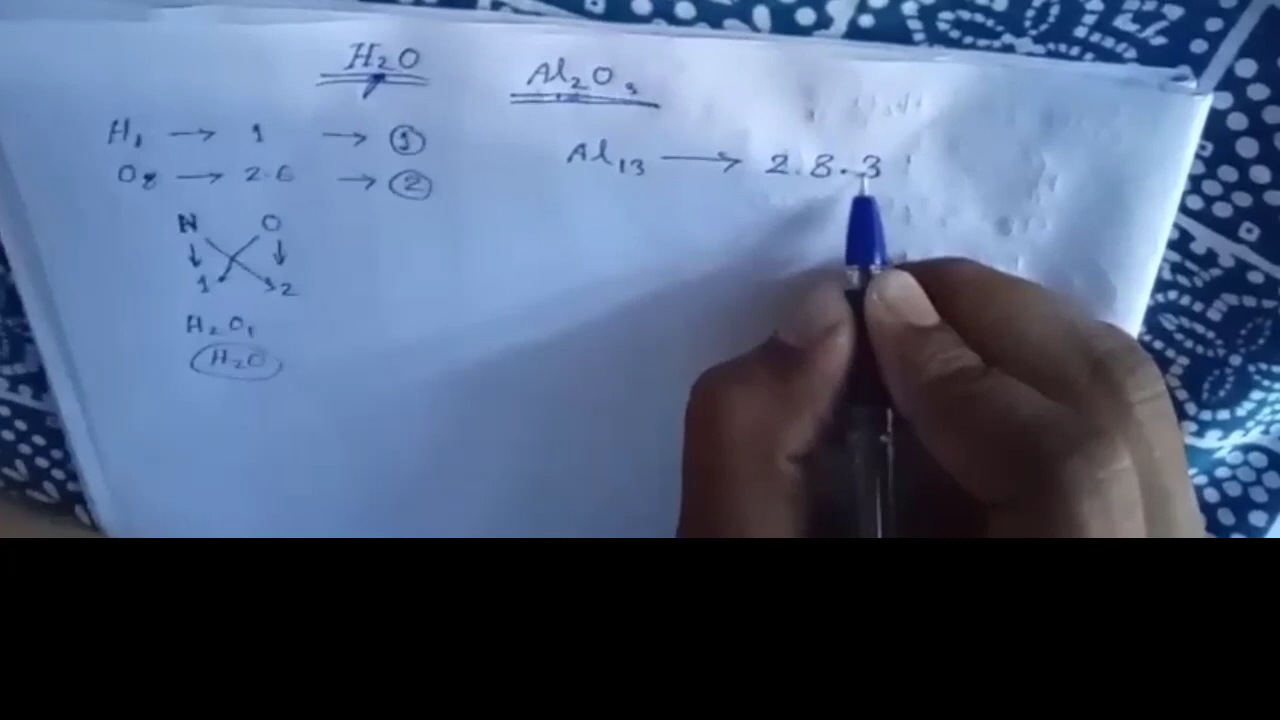 H₂O
Al₂O₃
H₁ → 1 → ①
O₈ → 2.6 → ②
H O
↓ ↓
1 2
H₂O₁
H₂O
Al₁₃ → 2.8.3